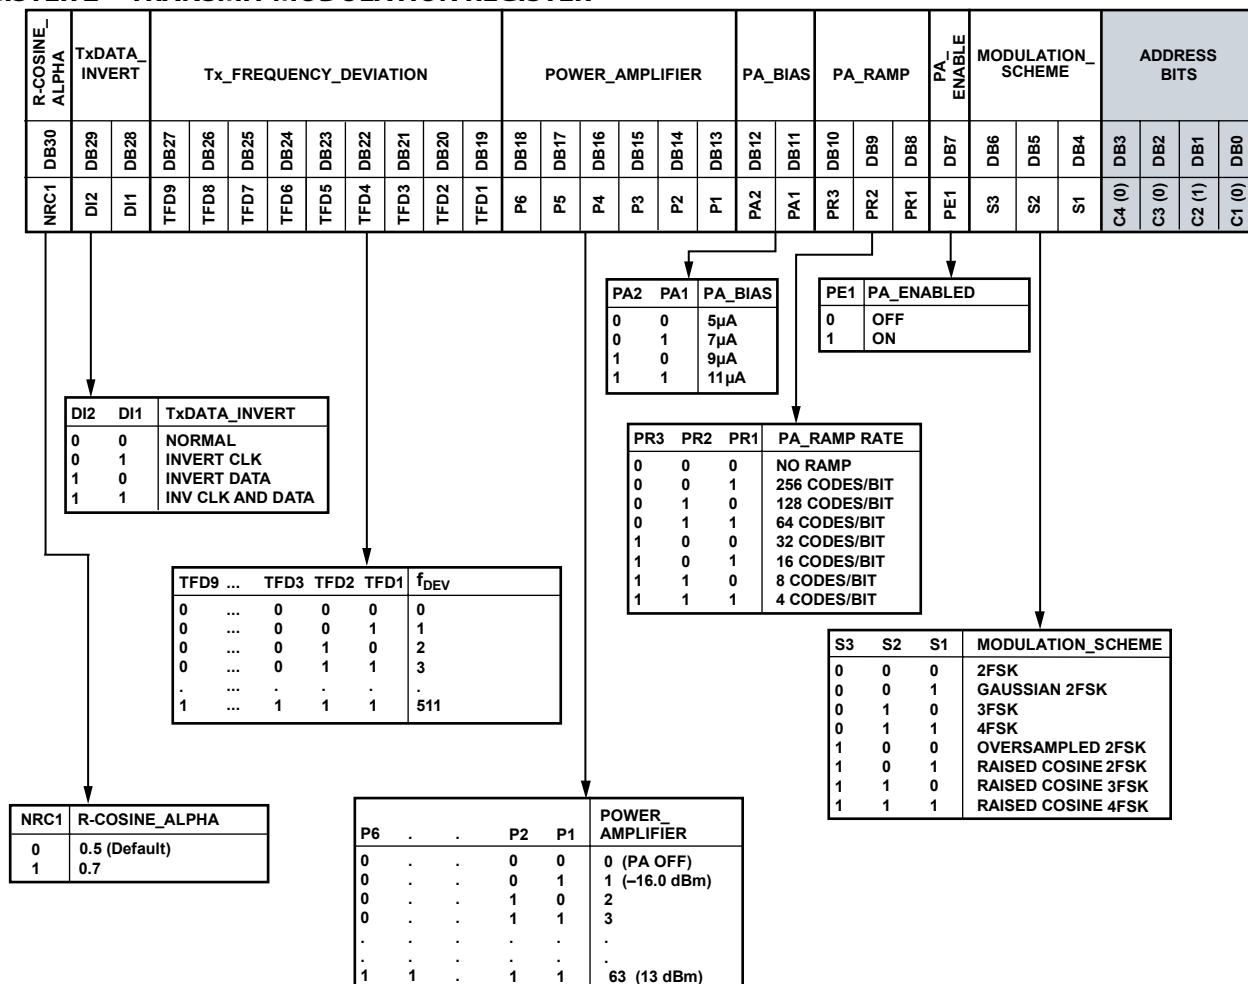 R-COSINE_ ALPHA TxDATA_ INVERT Tx_FREQUENCY_DEVIATION POWER_AMPLIFIER PA_BIAS PA_RAMP PA_ ENABLE MODULATION_ SCHEME ADDRESS BITS
DB30 DB29 DB28 DB27 DB26 DB25 DB24 DB23 DB22 DB21 DB20 DB19 DB18 DB17 DB16 DB15 DB14 DB13 DB12 DB11 DB10 DB9 DB8 DB7 DB6 DB5 DB4 DB3 DB2 DB1 DB0
NRC1 DI2 DI1 TFD9 TFD8 TFD7 TFD6 TFD5 TFD4 TFD3 TFD2 TFD1 P6 P5 P4 P3 P2 P1 PA2 PA1 PR3 PR2 PR1 PE1 S3 S2 S1 C4 (0) C3 (0) C2 (1) C1 (0)
PA2 PA1 PA_BIAS
0 0 5µA
0 1 7µA
1 0 9µA
1 1 11µA
PE1 PA_ENABLED
0 OFF
1 ON
DI2 DI1 TxDATA_INVERT
0 0 NORMAL
0 1 INVERT CLK
1 0 INVERT DATA
1 1 INV CLK AND DATA
PR3 PR2 PR1 PA_RAMP RATE
0 0 0 NO RAMP
0 0 1 256 CODES/BIT
0 1 0 128 CODES/BIT
0 1 1 64 CODES/BIT
1 0 0 32 CODES/BIT
1 0 1 16 CODES/BIT
1 1 0 8 CODES/BIT
1 1 1 4 CODES/BIT
TFD9 ... TFD3 TFD2 TFD1 fDEV
0 ... 0 0 0 0
0 ... 0 0 1 1
0 ... 0 1 0 2
0 ... 0 1 1 3
. ... . . . .
1 ... 1 1 1 511
S3 S2 S1 MODULATION_SCHEME
0 0 0 2FSK
0 0 1 GAUSSIAN 2FSK
0 1 0 3FSK
0 1 1 4FSK
1 0 0 OVERSAMPLED 2FSK
1 0 1 RAISED COSINE 2FSK
1 1 0 RAISED COSINE 3FSK
1 1 1 RAISED COSINE 4FSK
NRC1 R-COSINE_ALPHA
0 0.5 (Default)
1 0.7
P6 . . P2 P1 POWER_ AMPLIFIER
0 . . 0 0 0 (PA OFF)
0 . . 0 1 1 (–16.0 dBm)
0 . . 1 0 2
0 . . 1 1 3
. . . . . .
. . . . . .
1 1 . 1 1 63 (13 dBm)